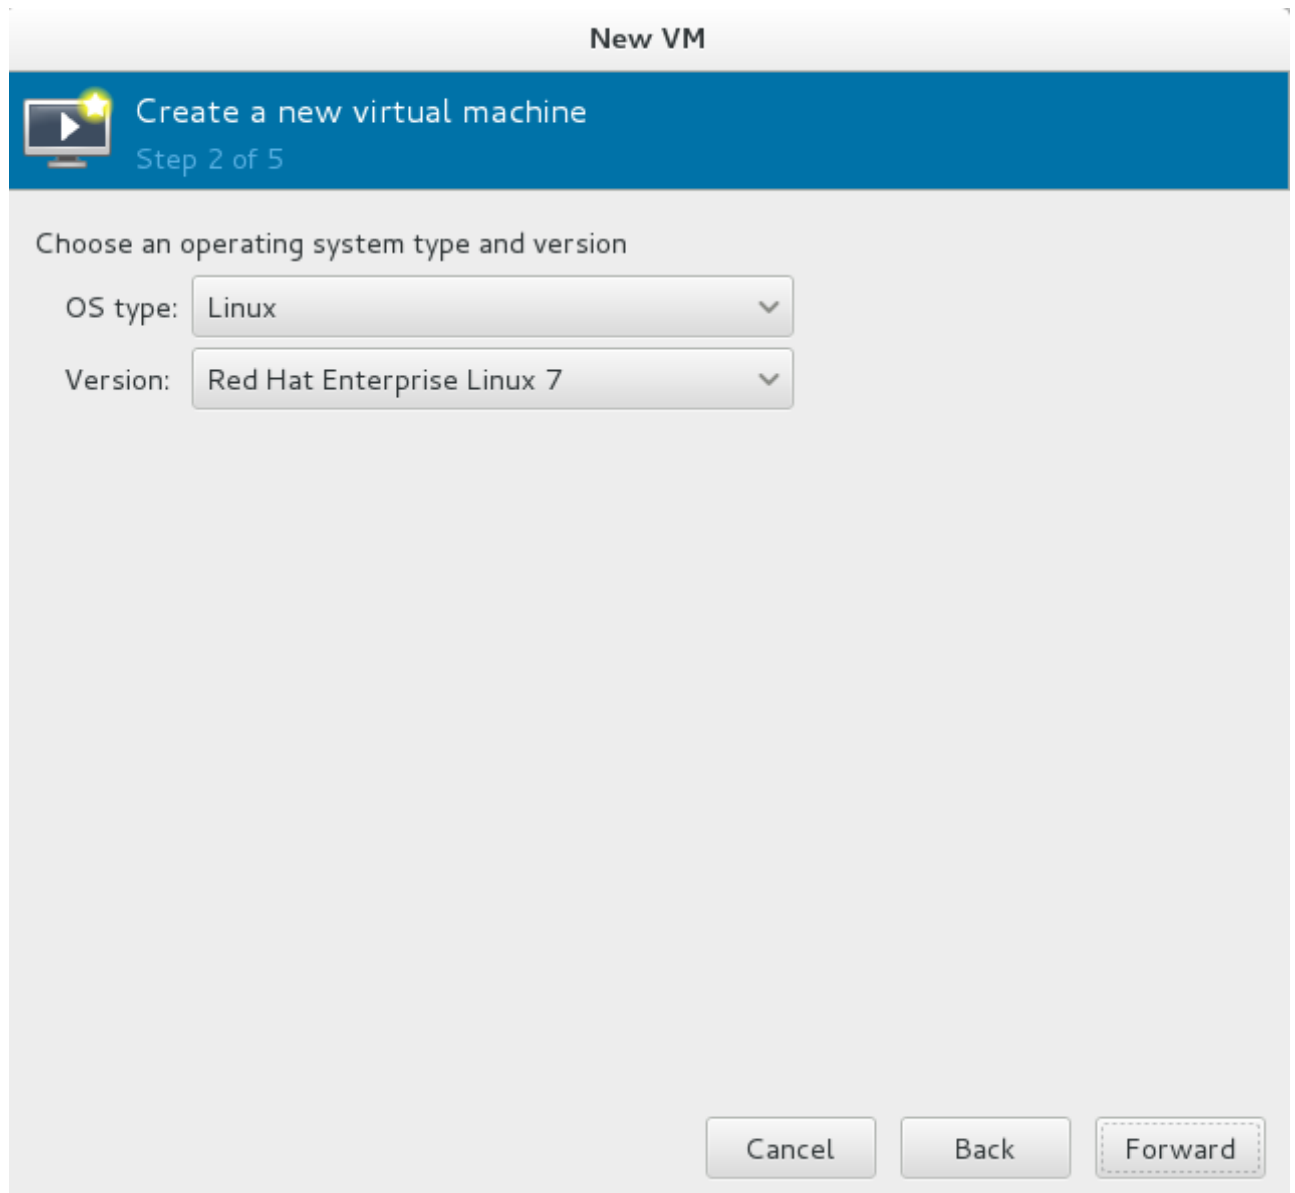 New VM
Create a new virtual machine
Step 2 of 5
Choose an operating system type and version
OS type: Linux
Version: Red Hat Enterprise Linux 7
Cancel Back Forward